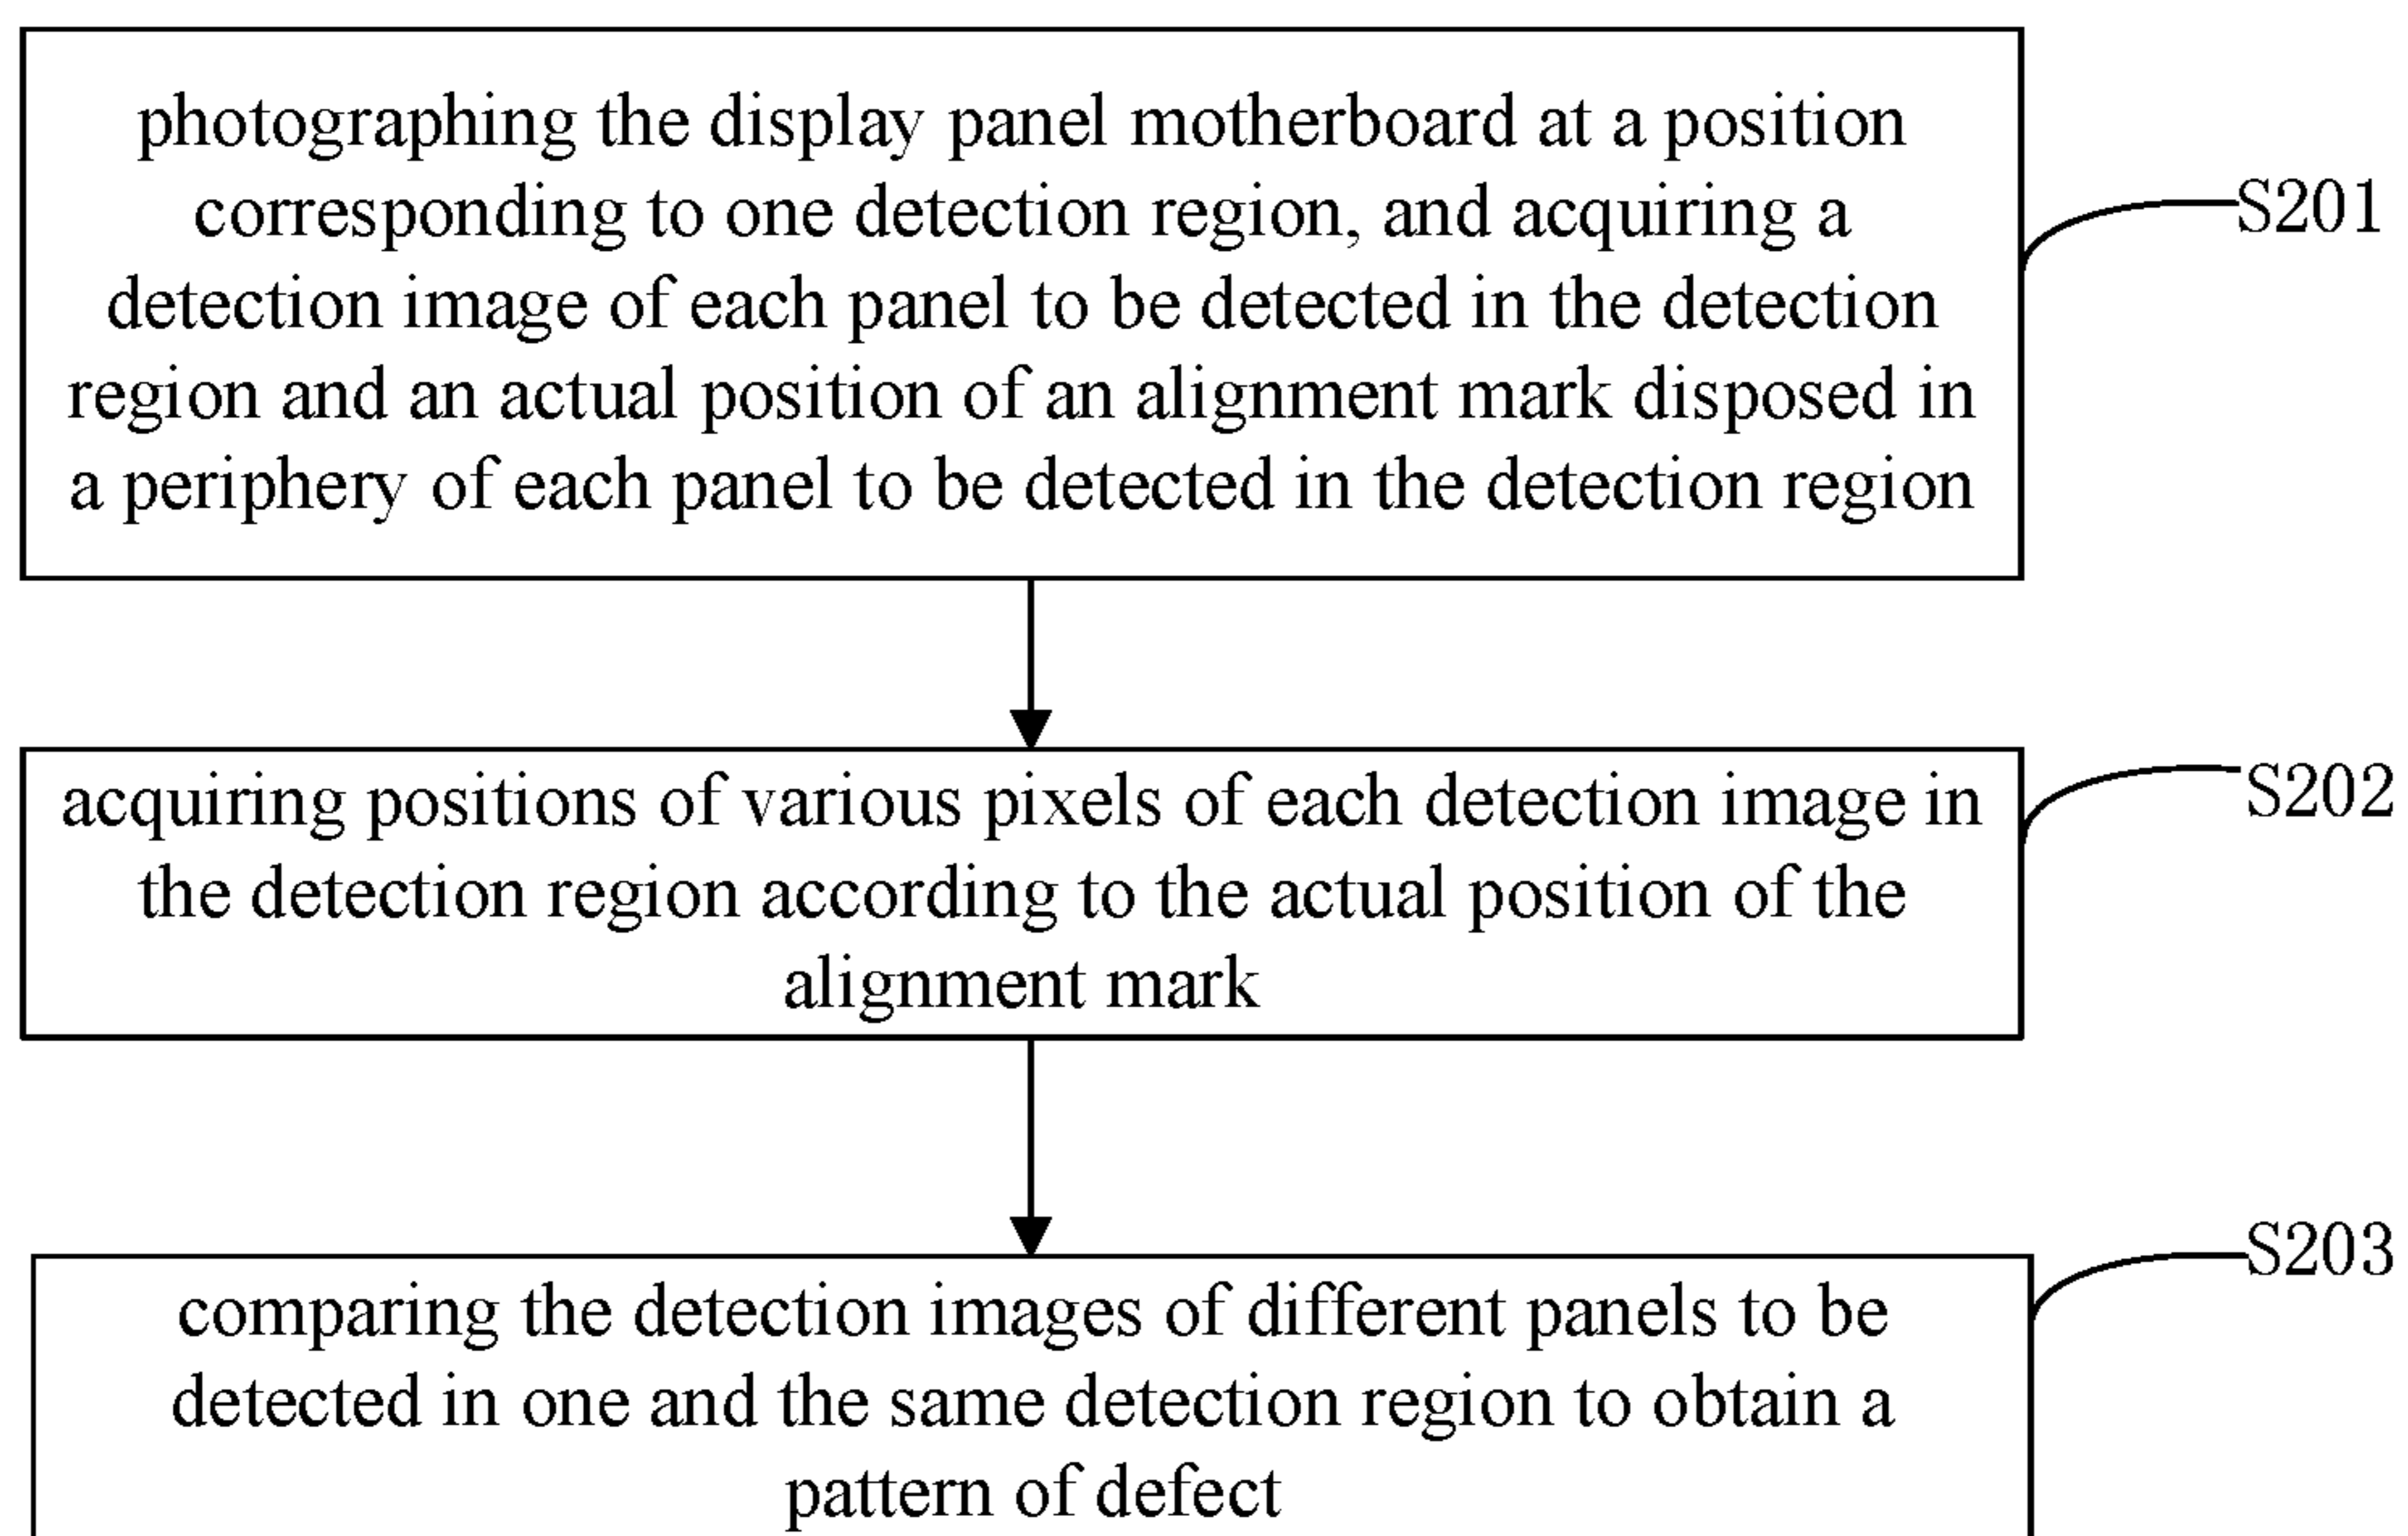 photographing the display panel motherboard at a position
corresponding to one detection region, and acquiring a
detection image of each panel to be detected in the detection
region and an actual position of an alignment mark disposed in
a periphery of each panel to be detected in the detection region
S201
acquiring positions of various pixels of each detection image in
the detection region according to the actual position of the
alignment mark
S202
comparing the detection images of different panels to be
detected in one and the same detection region to obtain a
pattern of defect
S203